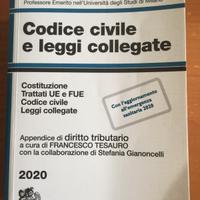 Professore Emerito nell'Università degli Studi di Milano
Codice civile
e leggi collegate
Costituzione
Trattati UE e FUE
Codice civile
Leggi collegate
Con l'aggiornamento
all'emergenza
sanitaria 2020
Appendice di diritto tributario
a cura di FRANCESCO TESAURO
con la collaborazione di Stefania Gianoncelli
2020